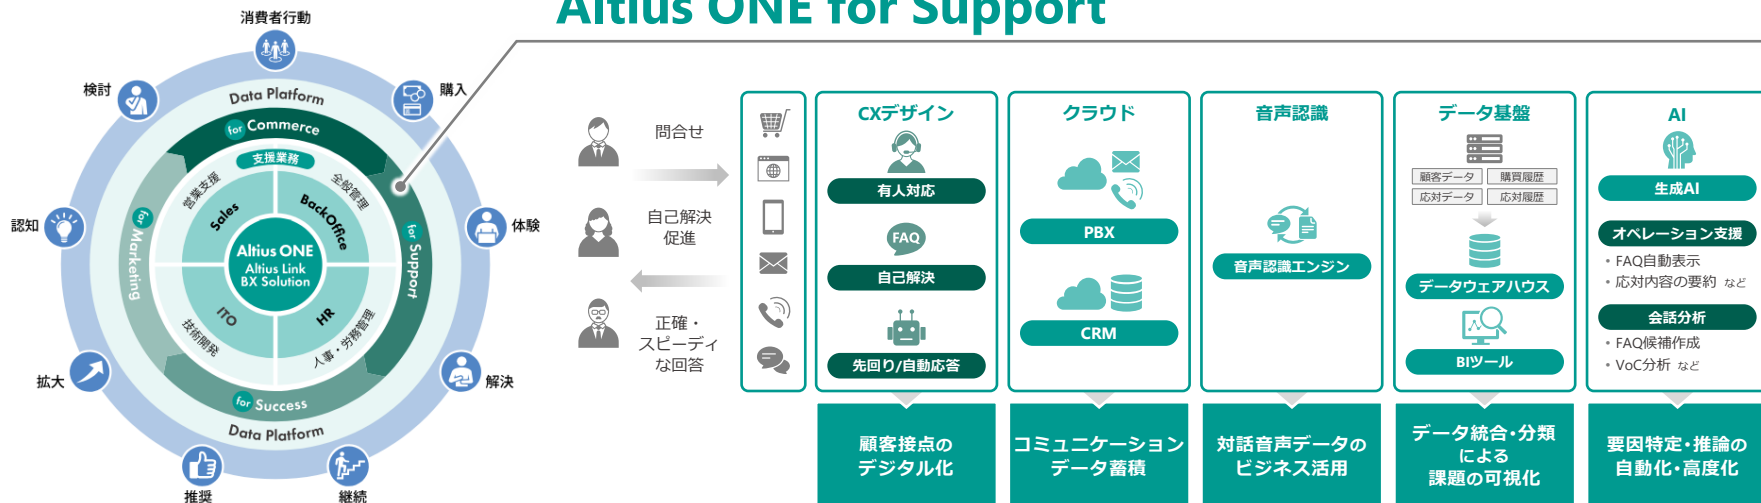 Altius ONE for Support
消費者行動
検討
購入
認知
体験
拡大
解決
推奨
継続
Data Platform
for Commerce
for Marketing
for Support
for Success
Data Platform
支援業務
営業支援
全般管理
技術開発
人事・労務管理
Sales
BackOffice
ITO
HR
Altius ONE
Altius Link
BX Solution
問合せ
自己解決
促進
正確・
スピーディ
な回答
CXデザイン
有人対応
FAQ
自己解決
先回り/自動応答
顧客接点の
デジタル化
クラウド
PBX
CRM
コミュニケーション
データ蓄積
音声認識
音声認識エンジン
対話音声データの
ビジネス活用
データ基盤
顧客データ
購買履歴
応対データ
応対履歴
データウェアハウス
BIツール
データ統合・分類
による
課題の可視化
AI
生成AI
オペレーション支援
・FAQ自動表示
・応対内容の要約 など
会話分析
・FAQ候補作成
・VoC分析 など
要因特定・推論の
自動化・高度化